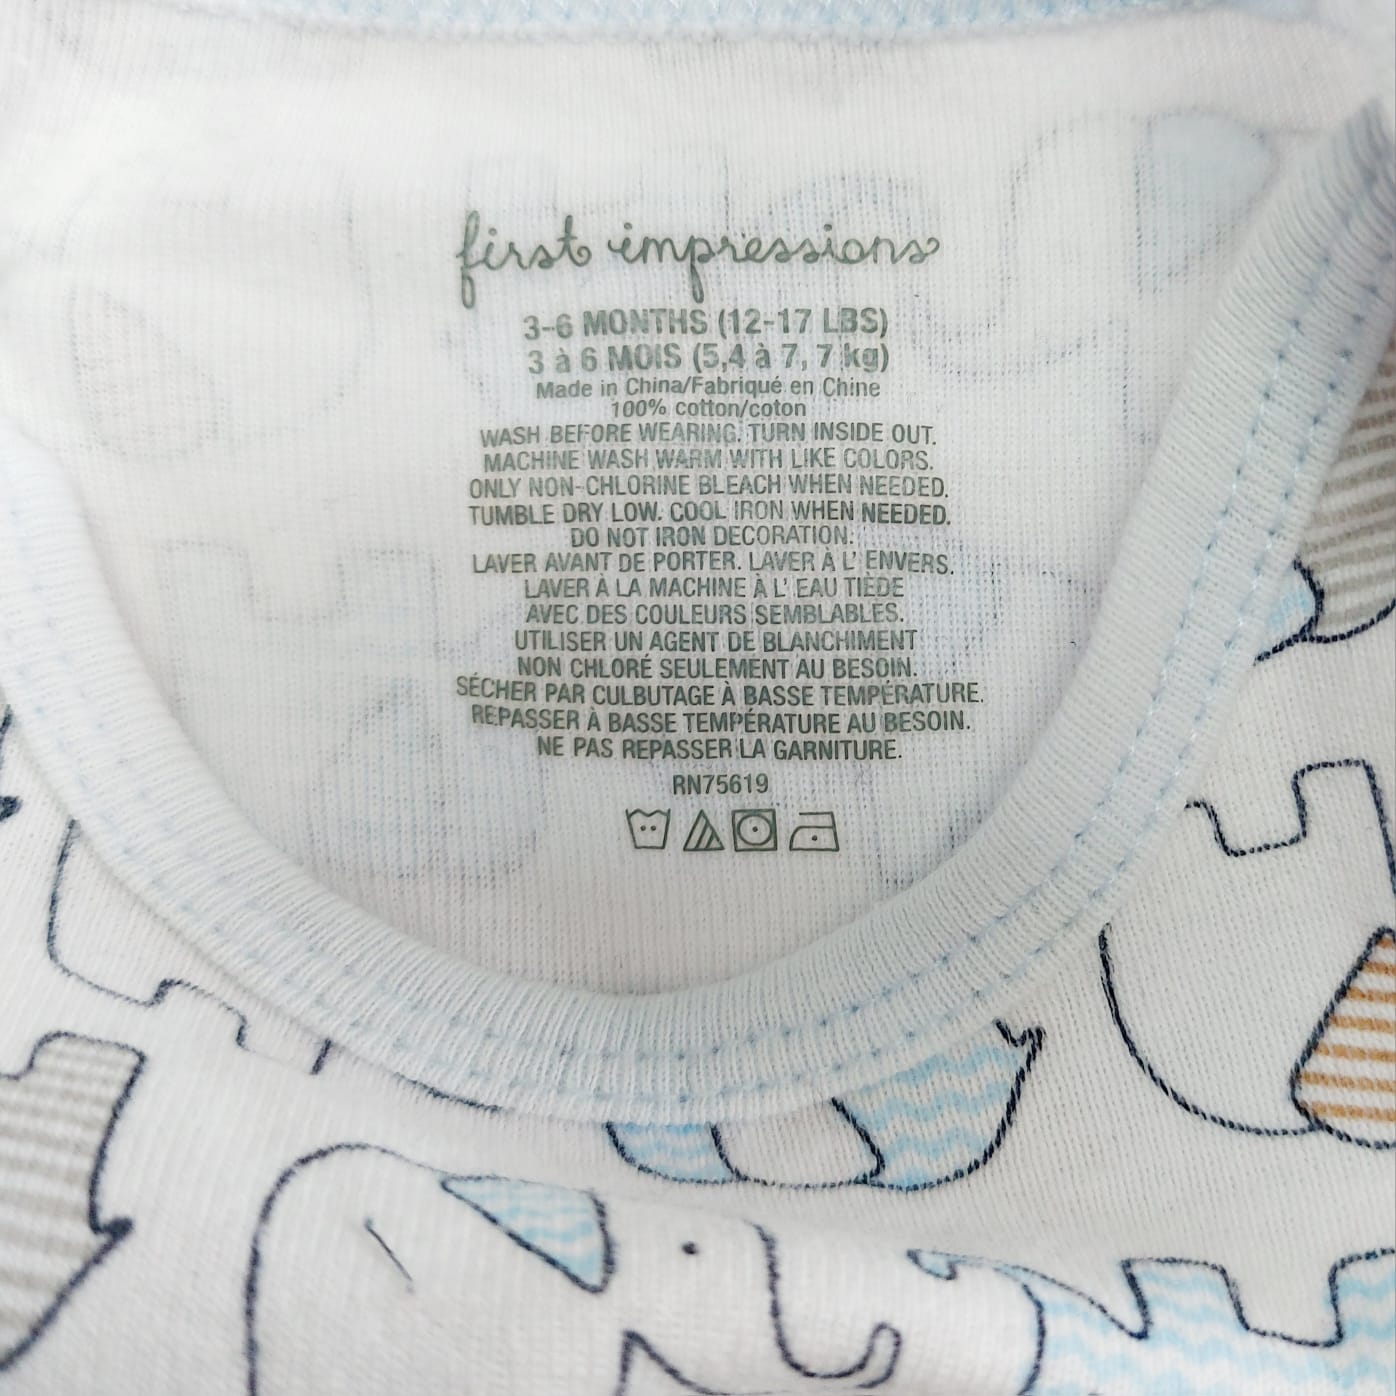 first impressions
3-6 MONTHS (12-17 LBS)
3 à 6 MOIS (5,4 à 7, 7 kg)
Made in China/Fabriqué en Chine
100% cotton/coton
WASH BEFORE WEARING. TURN INSIDE OUT.
MACHINE WASH WARM WITH LIKE COLORS.
ONLY NON-CHLORINE BLEACH WHEN NEEDED.
TUMBLE DRY LOW. COOL IRON WHEN NEEDED.
DO NOT IRON DECORATION.
LAVER AVANT DE PORTER. LAVER À L' ENVERS.
LAVER À LA MACHINE À L' EAU TIÈDE
AVEC DES COULEURS SEMBLABLES.
UTILISER UN AGENT DE BLANCHIMENT
NON CHLORÉ SEULEMENT AU BESOIN.
SÉCHER PAR CULBUTAGE À BASSE TEMPÉRATURE.
REPASSER À BASSE TEMPÉRATURE AU BESOIN.
NE PAS REPASSER LA GARNITURE.
RN75619